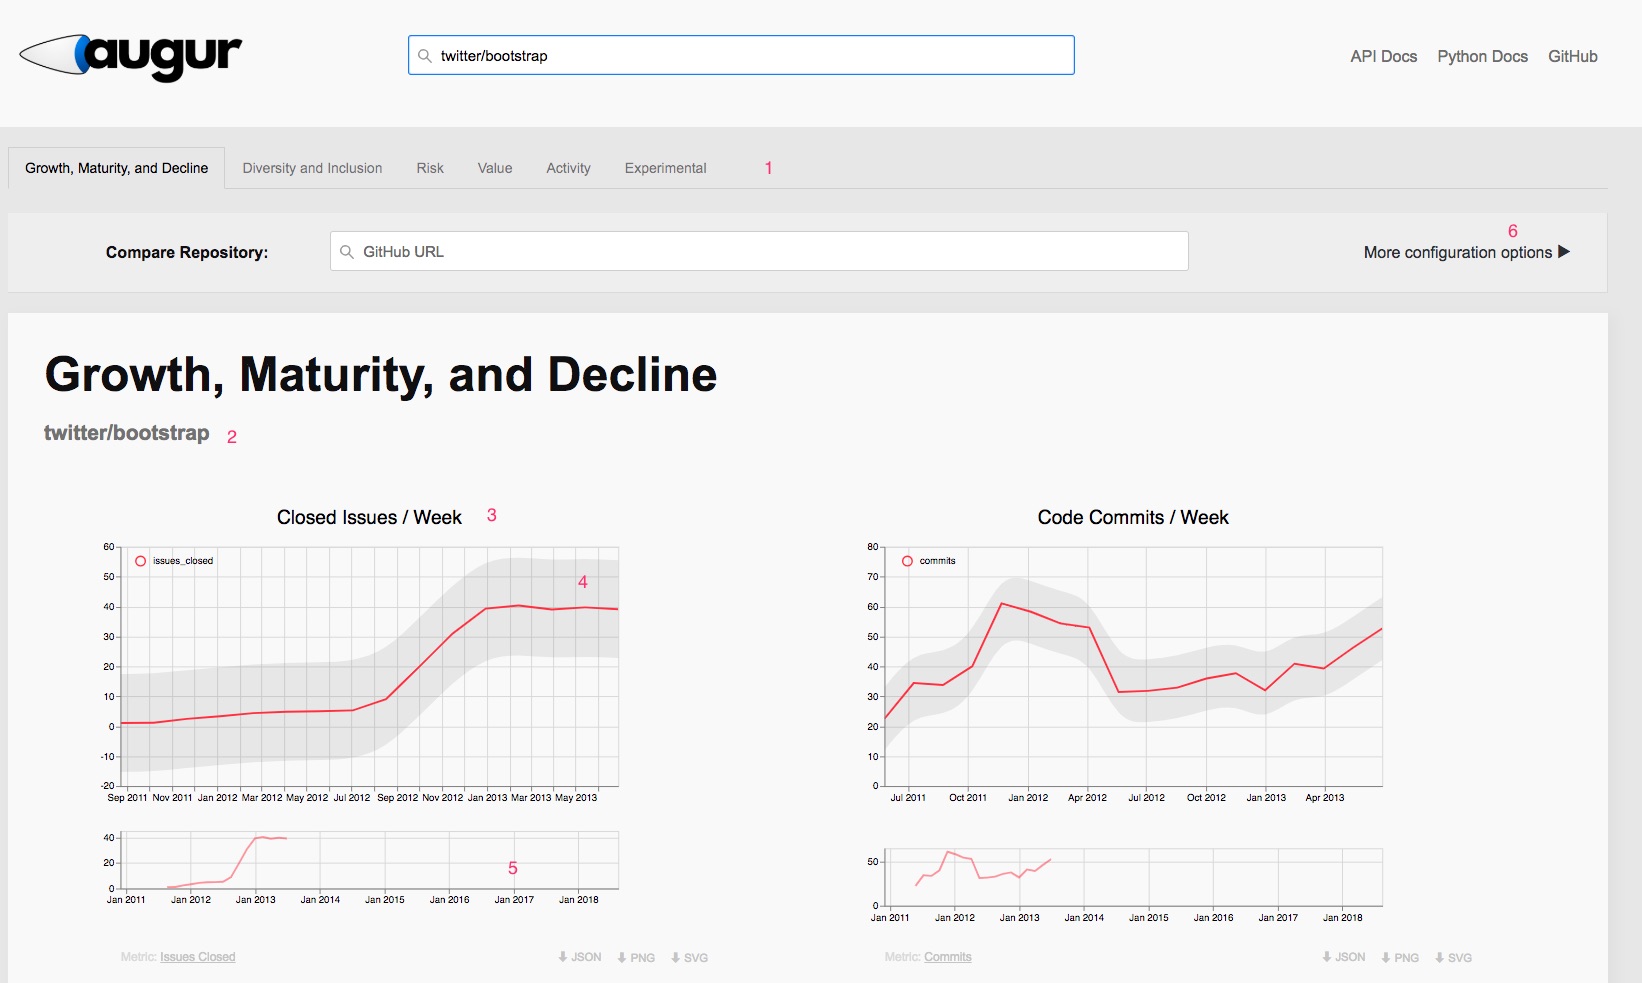 augur
twitter/bootstrap
API Docs Python Docs GitHub
Growth, Maturity, and Decline Diversity and Inclusion Risk Value Activity Experimental 1
6
Compare Repository: GitHub URL More configuration options ▶
Growth, Maturity, and Decline
twitter/bootstrap 2
Closed Issues / Week 3
60
50
40
30
20
10
0
-10
-20
issues_closed
4
Sep 2011 Nov 2011 Jan 2012 Mar 2012 May 2012 Jul 2012 Sep 2012 Nov 2012 Jan 2013 Mar 2013 May 2013
40
20
0
5
Jan 2011 Jan 2012 Jan 2013 Jan 2014 Jan 2015 Jan 2016 Jan 2017 Jan 2018
Metric: Issues Closed JSON PNG SVG
Code Commits / Week
80
70
60
50
40
30
20
10
0
commits
Jul 2011 Oct 2011 Jan 2012 Apr 2012 Jul 2012 Oct 2012 Jan 2013 Apr 2013
50
0
Jan 2011 Jan 2012 Jan 2013 Jan 2014 Jan 2015 Jan 2016 Jan 2017 Jan 2018
Metric: Commits JSON PNG SVG